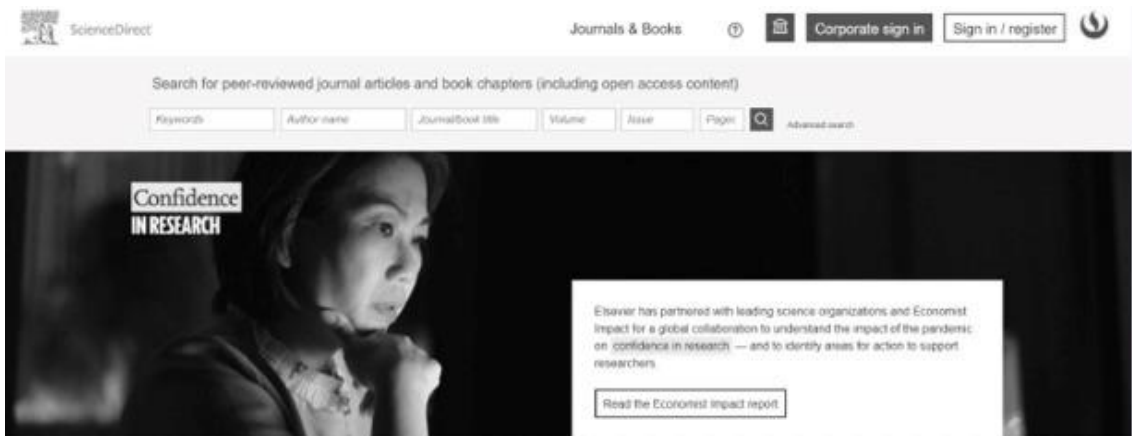 ScienceDirect
Journals & Books
Corporate sign in
Sign in / register
Search for peer-reviewed journal articles and book chapters (including open access content)
Keywords
Author name
Journal/book title
Volume
Issue
Pages
Advanced search
Confidence
IN RESEARCH
Elsevier has partnered with leading science organizations and Economist
Impact for a global collaboration to understand the impact of the pandemic
on confidence in research — and to identify areas for action to support
researchers
Read the Economist Impact report